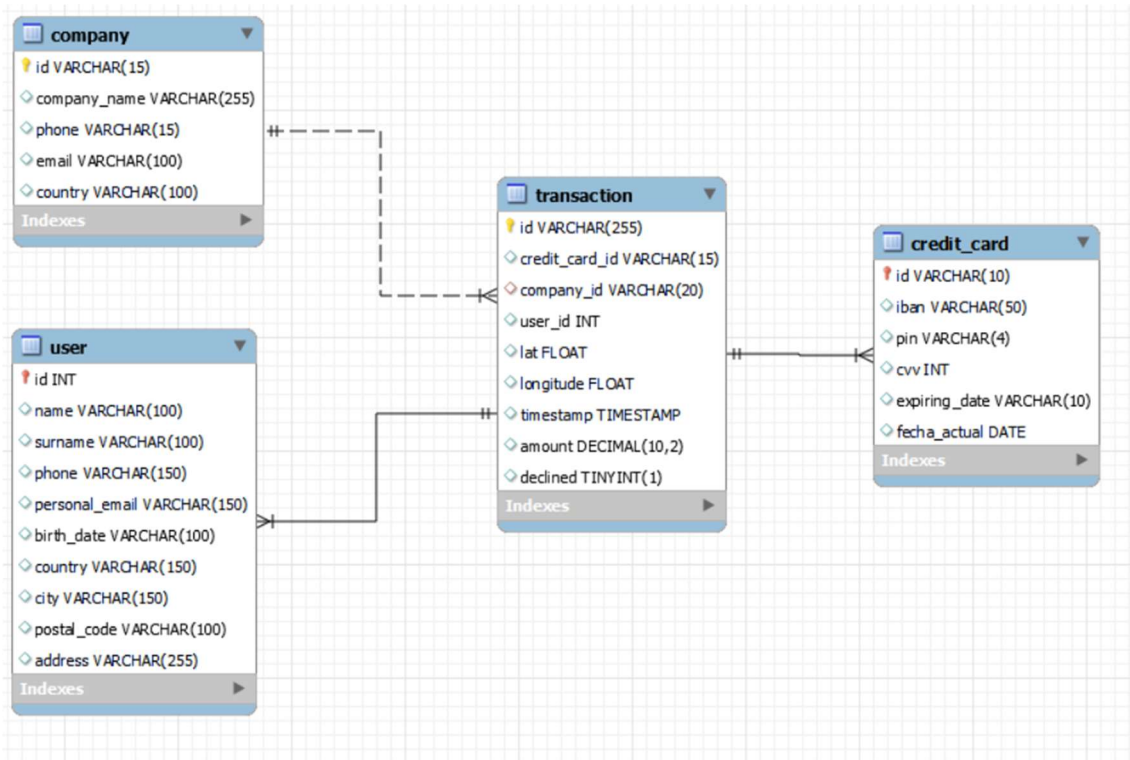 company
id VARCHAR(15)
company_name VARCHAR(255)
phone VARCHAR(15)
email VARCHAR(100)
country VARCHAR(100)
Indexes
user
id INT
name VARCHAR(100)
surname VARCHAR(100)
phone VARCHAR(150)
personal_email VARCHAR(150)
birth_date VARCHAR(100)
country VARCHAR(150)
city VARCHAR(150)
postal_code VARCHAR(100)
address VARCHAR(255)
Indexes
transaction
id VARCHAR(255)
credit_card_id VARCHAR(15)
company_id VARCHAR(20)
user_id INT
lat FLOAT
longitude FLOAT
timestamp TIMESTAMP
amount DECIMAL(10,2)
declined TINYINT(1)
Indexes
credit_card
id VARCHAR(10)
iban VARCHAR(50)
pin VARCHAR(4)
cvv INT
expiring_date VARCHAR(10)
fecha_actual DATE
Indexes